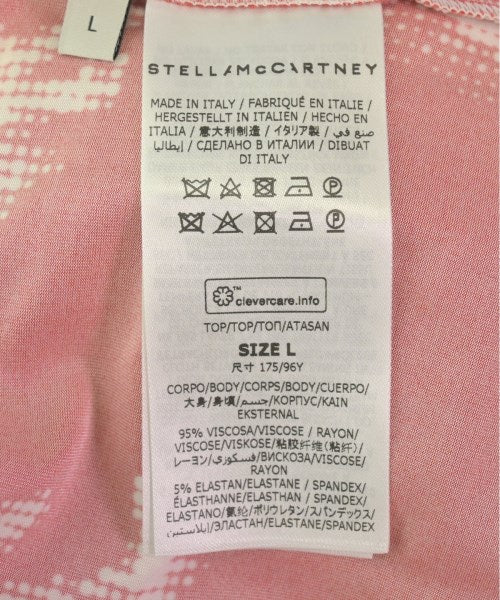 L
STELLA McCARTNEY
MADE IN ITALY / FABRIQUÉ EN ITALIE /
HERGESTELLT IN ITALIEN / HECHO EN
ITALIA / 意大利制造 / イタリア製 / صنع في
إيطاليا / СДЕЛАНО В ИТАЛИИ / DIBUAT
DI ITALY
clevercare.info
TOP/TOP/ТОП/ATASAN
SIZE L
尺寸 175/96Y
CORPO/BODY/CORPS/BODY/CUERPO/
大身/身頃/جسم/КОРПУС/KAIN
EKSTERNAL
95% VISCOSA/VISCOSE / RAYON/
VISCOSE/VISKOSE/粘胶纤维(粘纤)/
レーヨン/فسكوزي/ВИСКОЗА/VISCOSE/
RAYON
5% ELASTAN/ELASTANE / SPANDEX/
ÉLASTHANNE/ELASTHAN / SPANDEX/
ELASTANO/氨纶/ポリウレタン/スパンデックス/
إيلاستين/ЭЛАСТАН/ELASTANE/SPANDEX